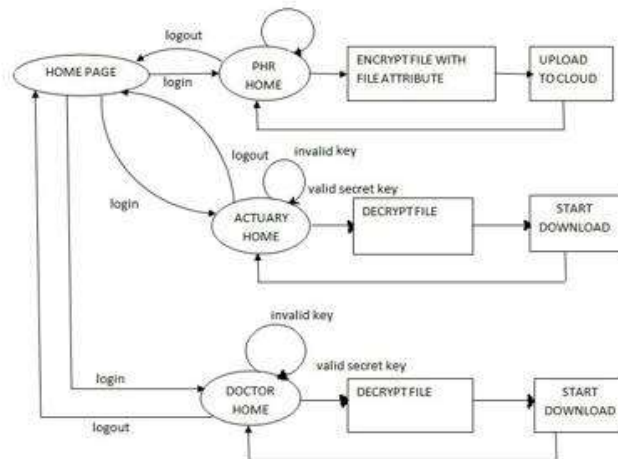 logout
HOME PAGE
login
PHR
HOME
ENCRYPT FILE WITH
FILE ATTRIBUTE
UPLOAD
TO CLOUD
logout
invalid key
valid secret key
login
ACTUARY
HOME
DECRYPT FILE
START
DOWNLOAD
invalid key
valid secret key
login
DOCTOR
HOME
DECRYPT FILE
START
DOWNLOAD
logout